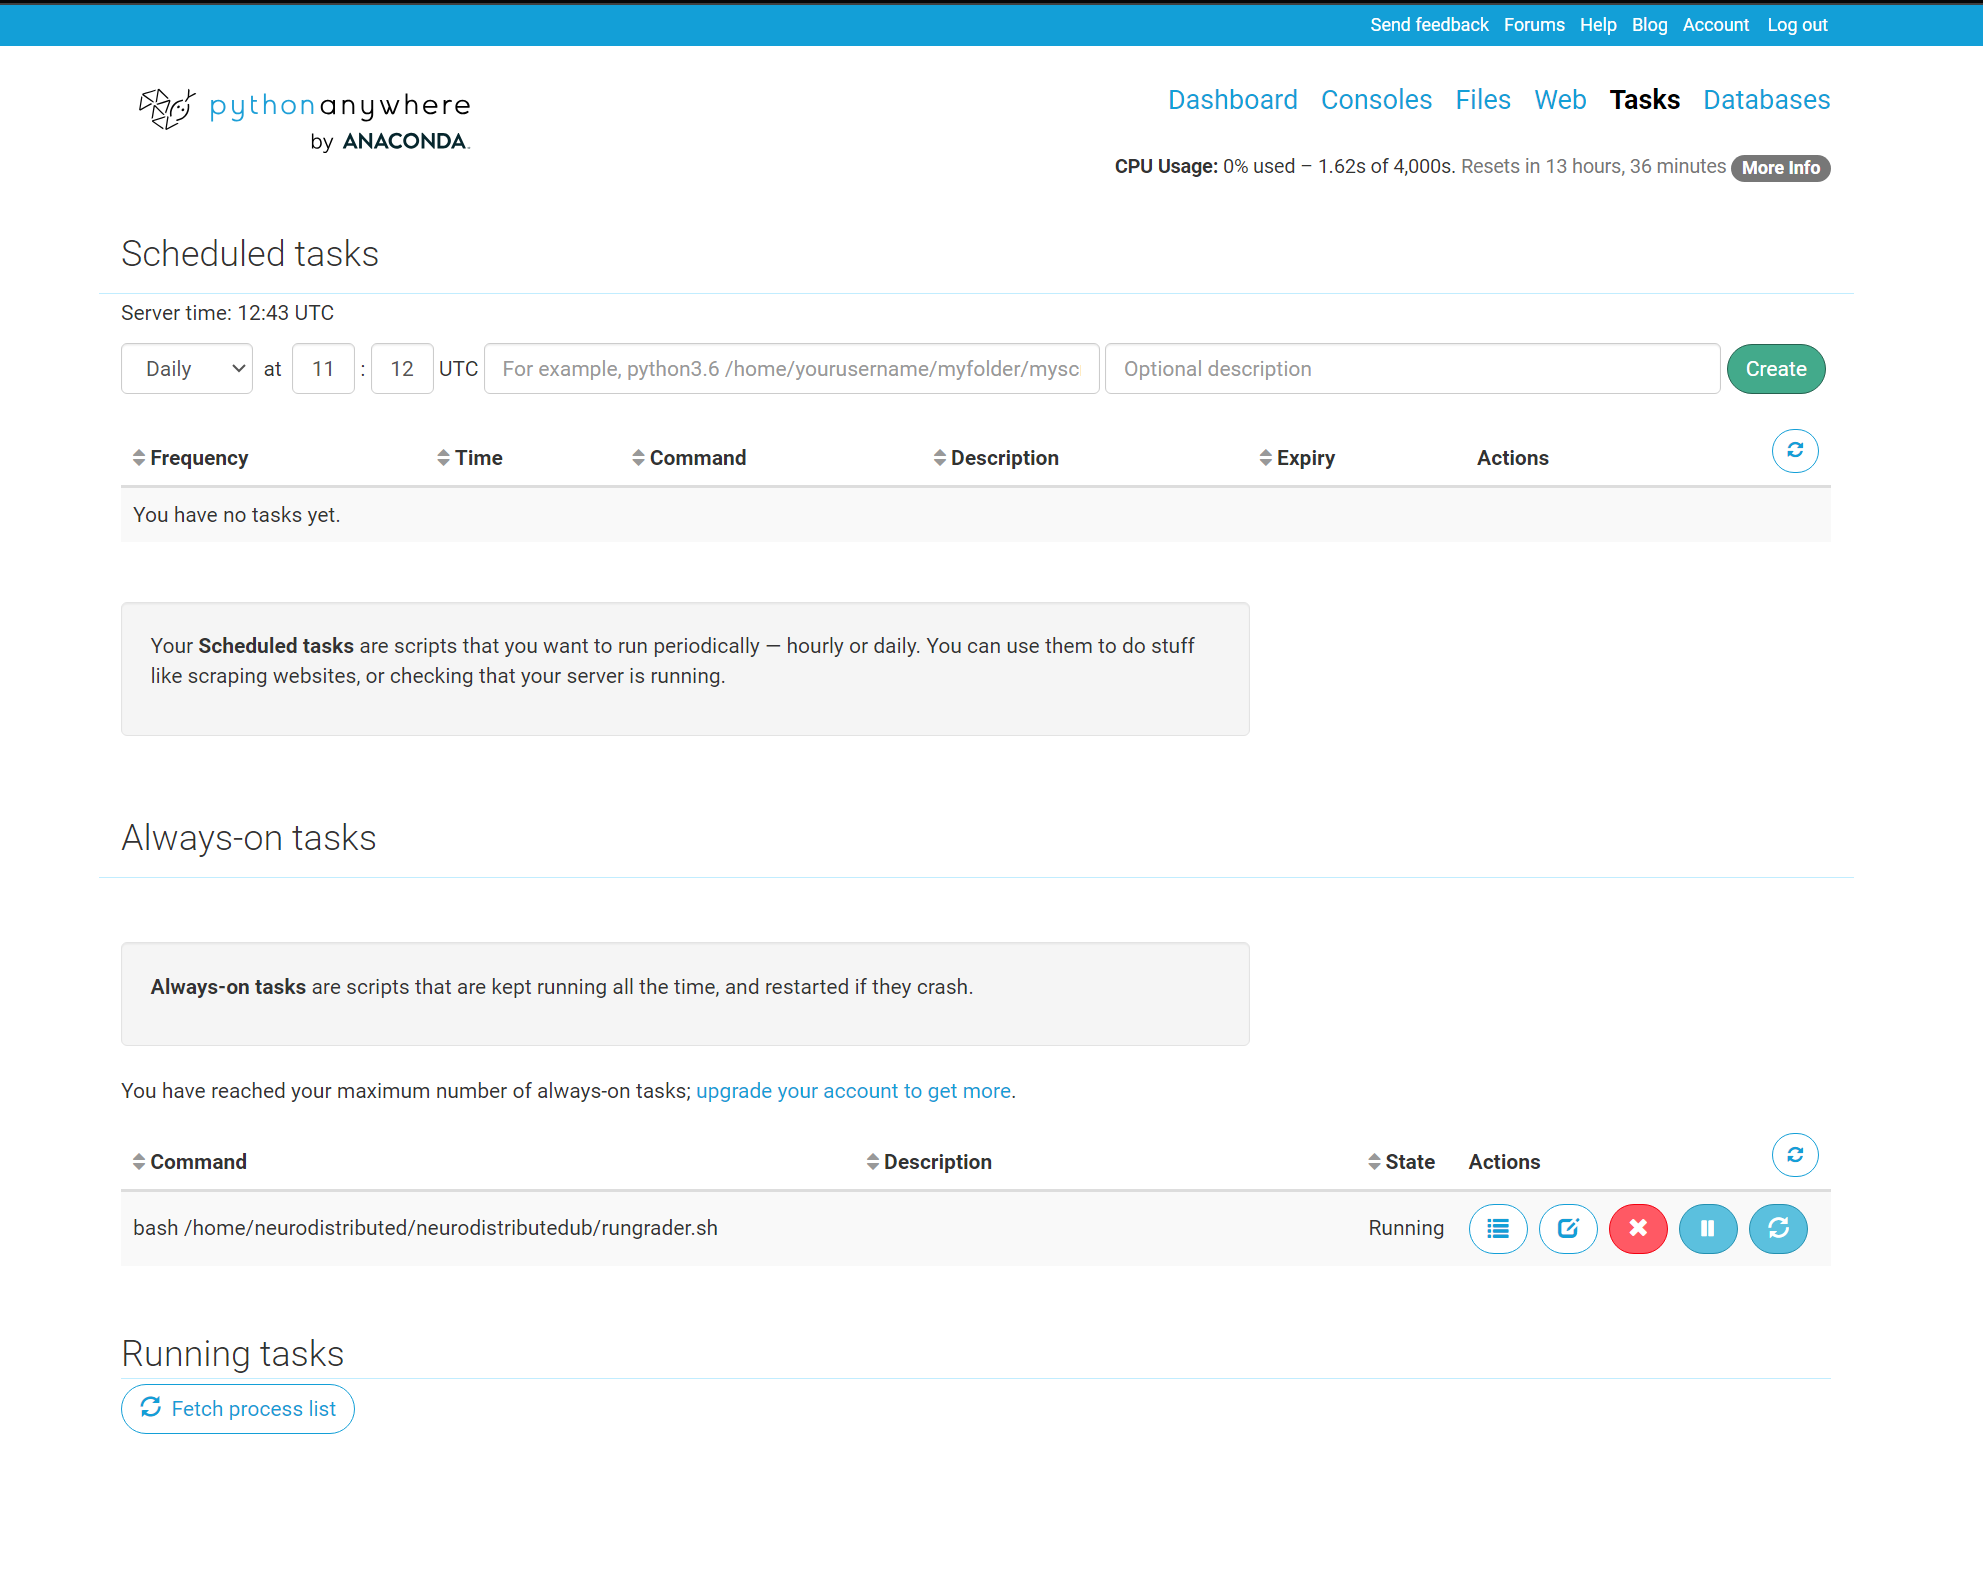 Send feedback Forums Help Blog Account Log out
pythonanywhere
by ANACONDA.
Dashboard Consoles Files Web Tasks Databases
CPU Usage: 0% used – 1.62s of 4,000s. Resets in 13 hours, 36 minutes More Info
Scheduled tasks
Server time: 12:43 UTC
Daily at 11 : 12 UTC For example, python3.6 /home/yourusername/myfolder/mysc Optional description Create
Frequency Time Command Description Expiry Actions
You have no tasks yet.
Your Scheduled tasks are scripts that you want to run periodically — hourly or daily. You can use them to do stuff
like scraping websites, or checking that your server is running.
Always-on tasks
Always-on tasks are scripts that are kept running all the time, and restarted if they crash.
You have reached your maximum number of always-on tasks; upgrade your account to get more.
Command Description State Actions
bash /home/neurodistributed/neurodistributedub/rungrader.sh Running
Running tasks
Fetch process list